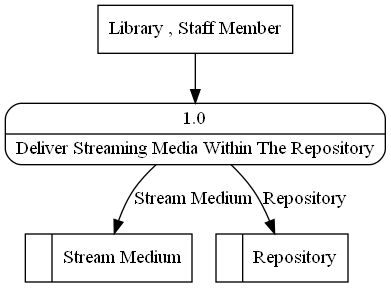 Library , Staff Member
1.0
Deliver Streaming Media Within The Repository
Stream Medium
Repository
Stream Medium
Repository